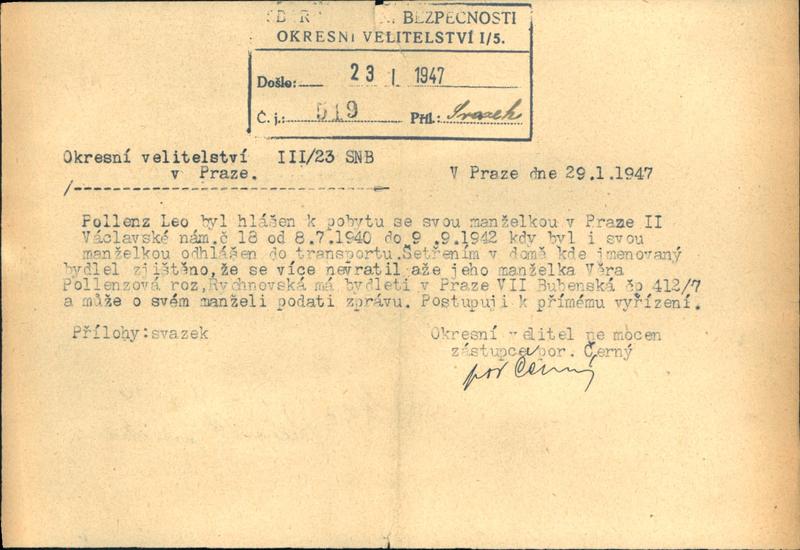 BEZPEČNOSTI
OKRESNÍ VELITELSTVÍ I/5.
Došlo: 23 I 1947
Č. j.: 519 Příl.: Svazek
Okresní velitelství III/23 SNB
v Praze.
V Praze dne 29.1.1947
/-----------------------------
Pollenz Leo byl hlášen k pobytu se svou manželkou v Praze II
Václavské nám.č 18 od 8.7.1940 do 9 .9.1942 kdy byl i svou
manželkou odhlášen do transportu.Šetřením v domě kde jmenovaný
bydlel zjištěno,že se více nevrátil aže jeho manželka Věra
Pollenzová roz,Rychnovská má bydleti v Praze VII Bubenská čp 412/7
a může o svém manželi podati zprávu. Postupuji k přímému vyřízení.
Přílohy:svazek
Okresní velitel ne mocen
zástupce por. Černý
por Černý